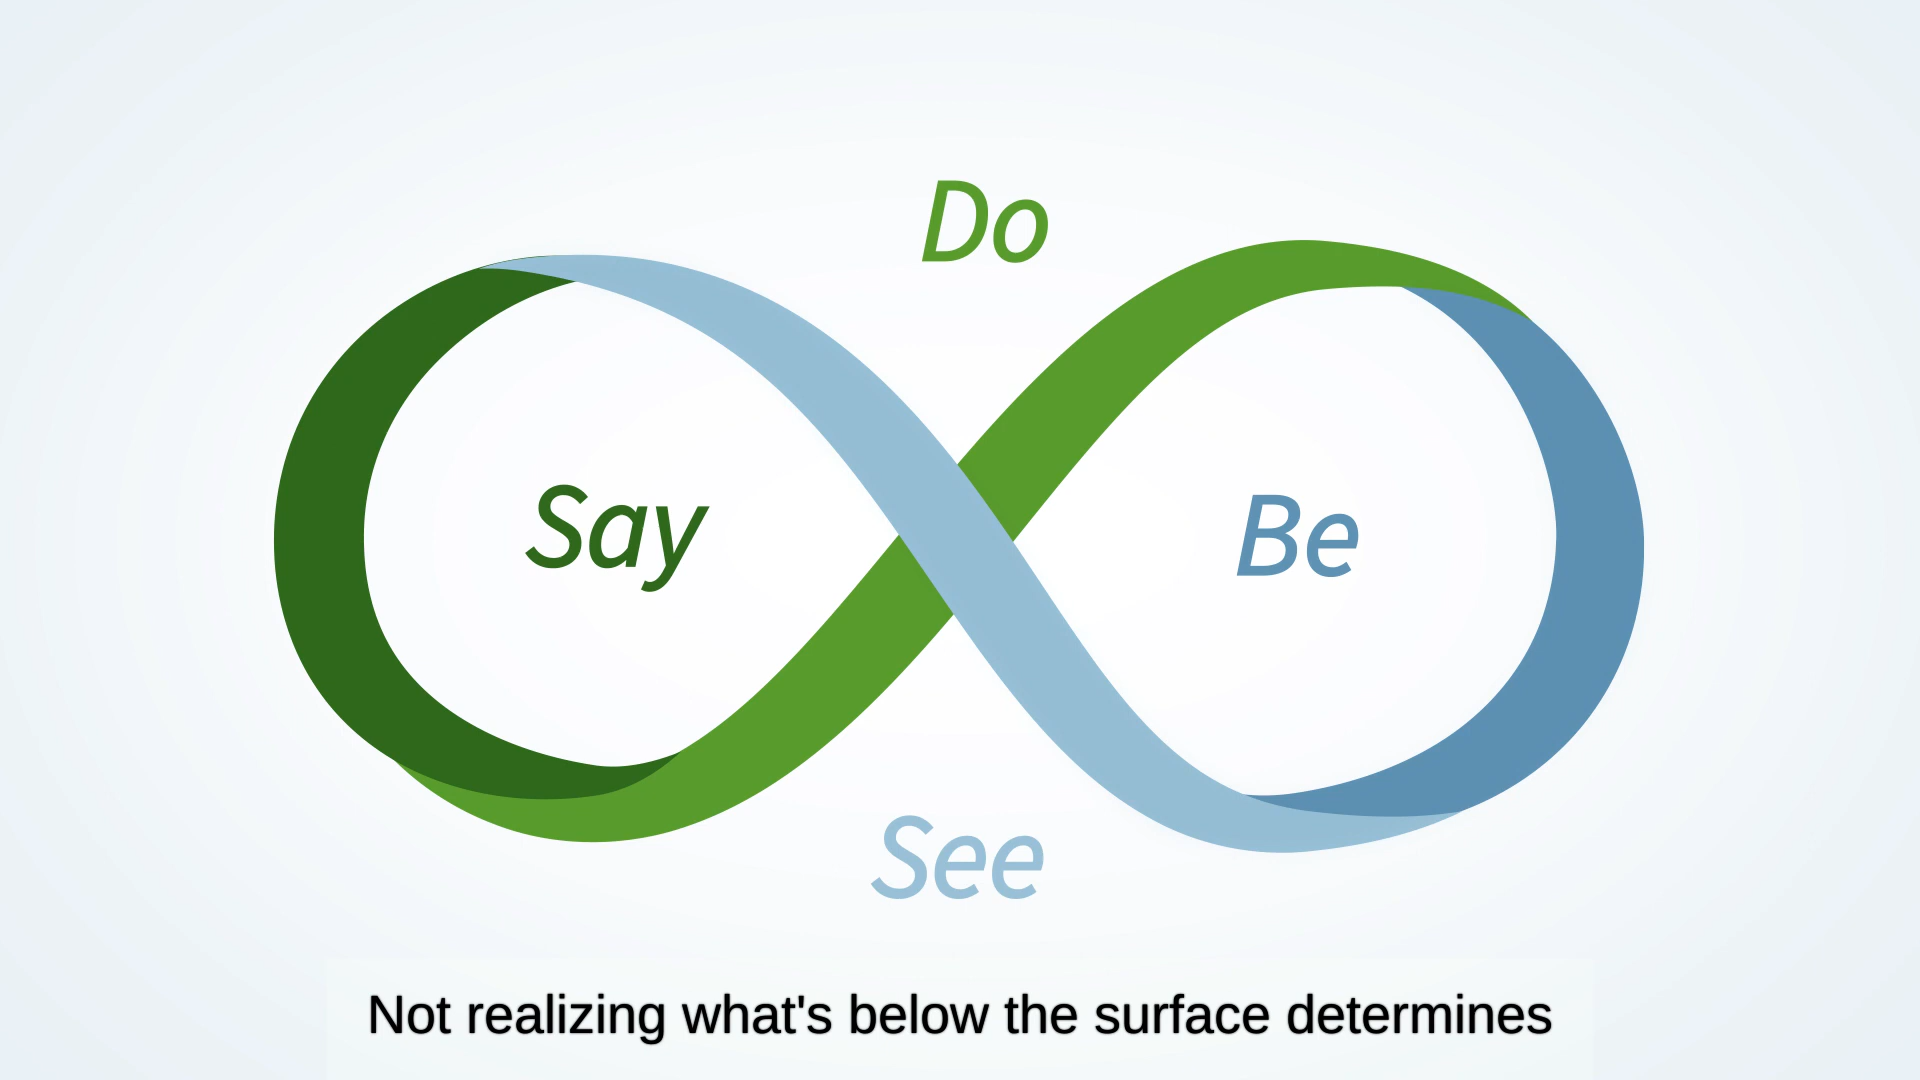 Do
Say
Be
See
Not realizing what's below the surface determines